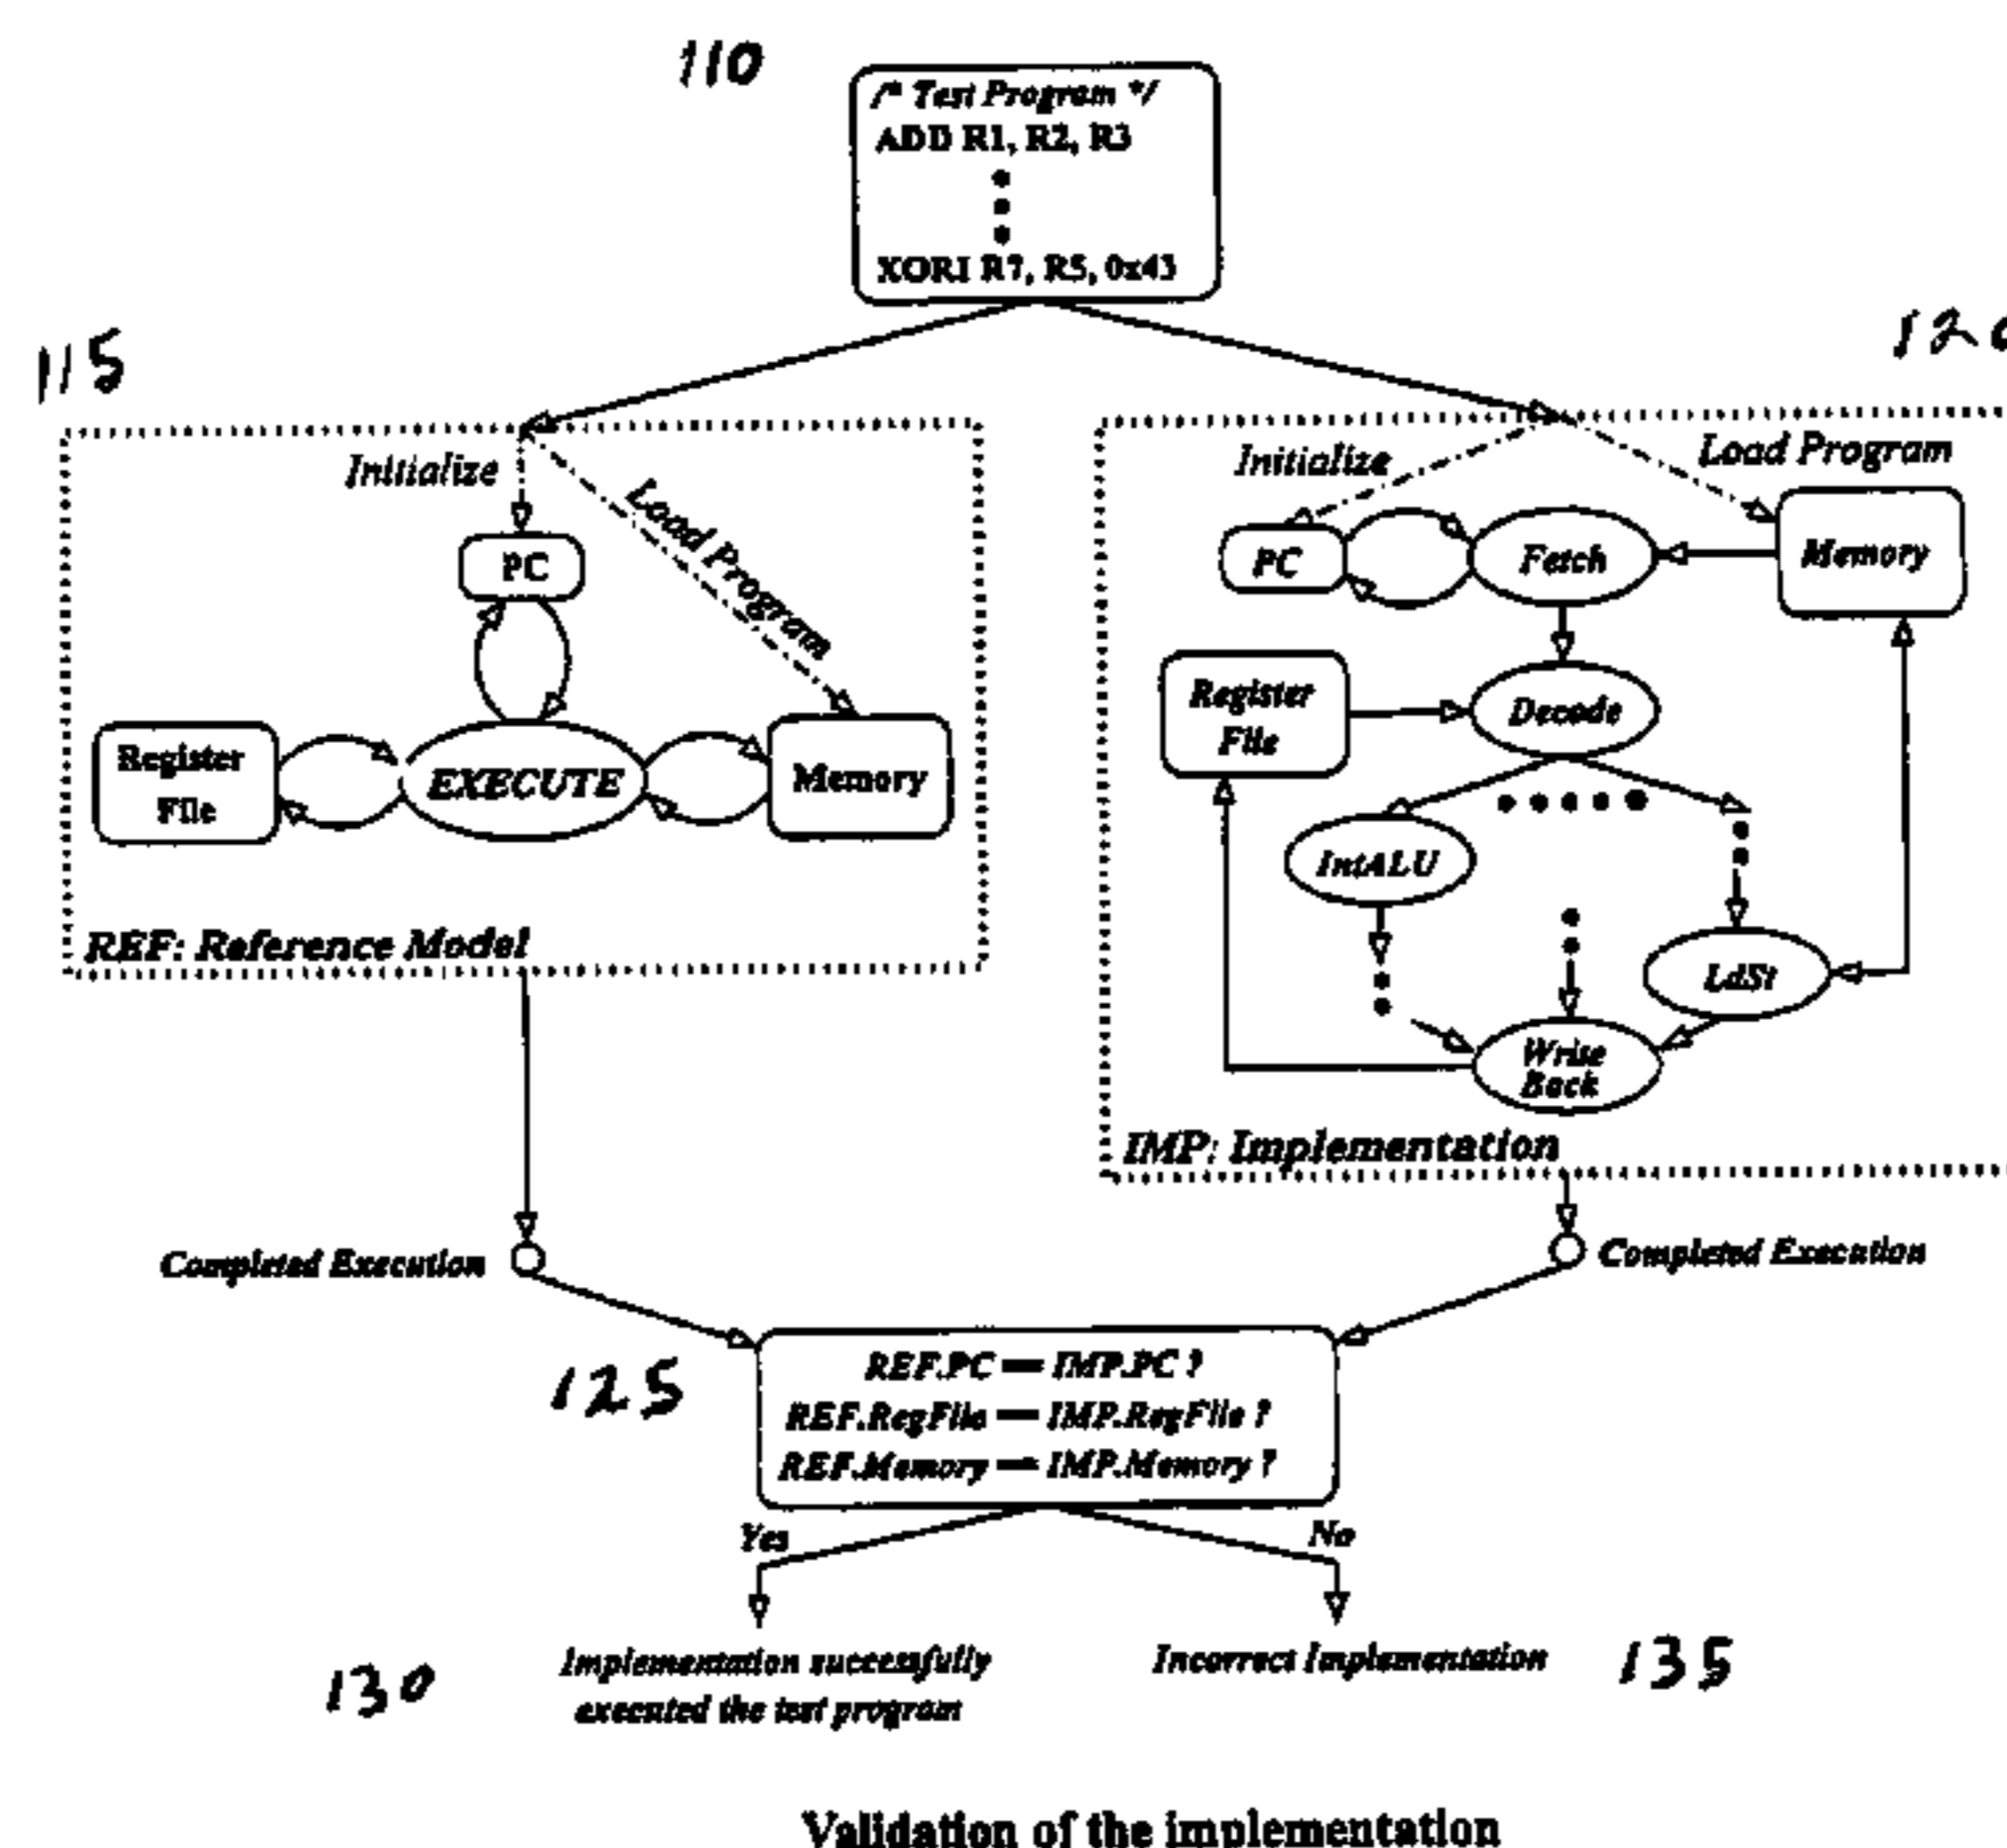 110
/* Test Program */
ADD R1, R2, R3
XORI R7, R5, 0x43
115
120
Initialize
Load Program
PC
Register
File
EXECUTE
Memory
REF: Reference Model
Initialize
Load Program
PC
Fetch
Memory
Register
File
Decode
IntALU
LdSt
Write
Back
IMP: Implementation
Completed Execution
Completed Execution
125
REF.PC == IMP.PC ?
REF.RegFile == IMP.RegFile ?
REF.Memory == IMP.Memory ?
Yes
No
130
Implementation successfully
executed the test program
Incorrect Implementation
135
Validation of the implementation